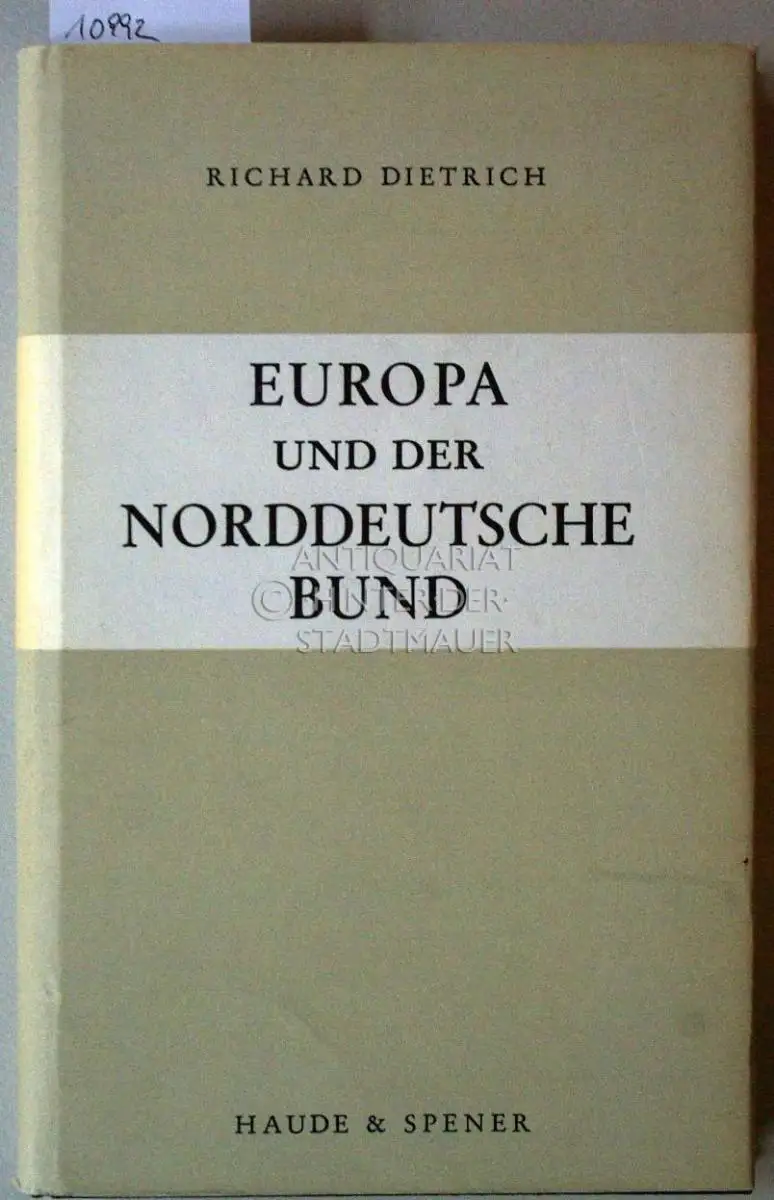 10992
RICHARD DIETRICH
EUROPA
UND DER
NORDDEUTSCHE
ANTIQUARIAT
BUND
© HINTER·DER·
STADTMAUER
HAUDE & SPENER